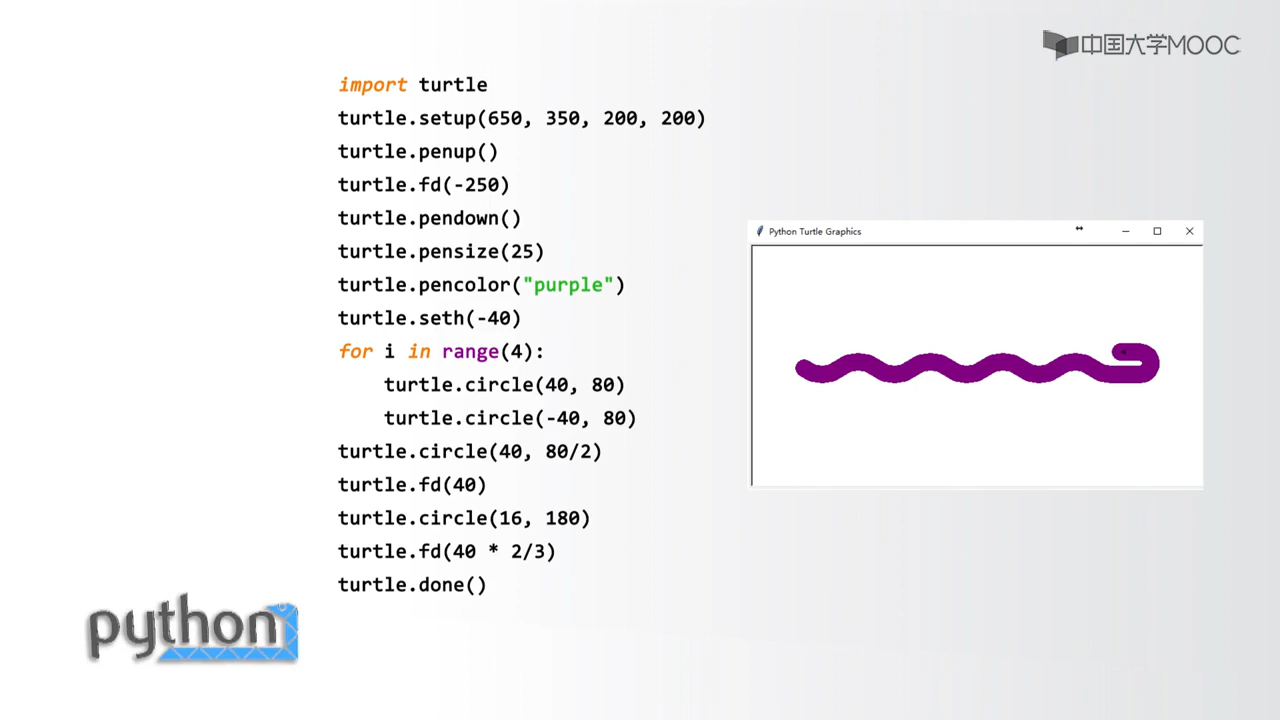 中国大学MOOC
import turtle
turtle.setup(650, 350, 200, 200)
turtle.penup()
turtle.fd(-250)
turtle.pendown()
turtle.pensize(25)
turtle.pencolor("purple")
turtle.seth(-40)
for i in range(4):
    turtle.circle(40, 80)
    turtle.circle(-40, 80)
turtle.circle(40, 80/2)
turtle.fd(40)
turtle.circle(16, 180)
turtle.fd(40 * 2/3)
turtle.done()
Python Turtle Graphics
python